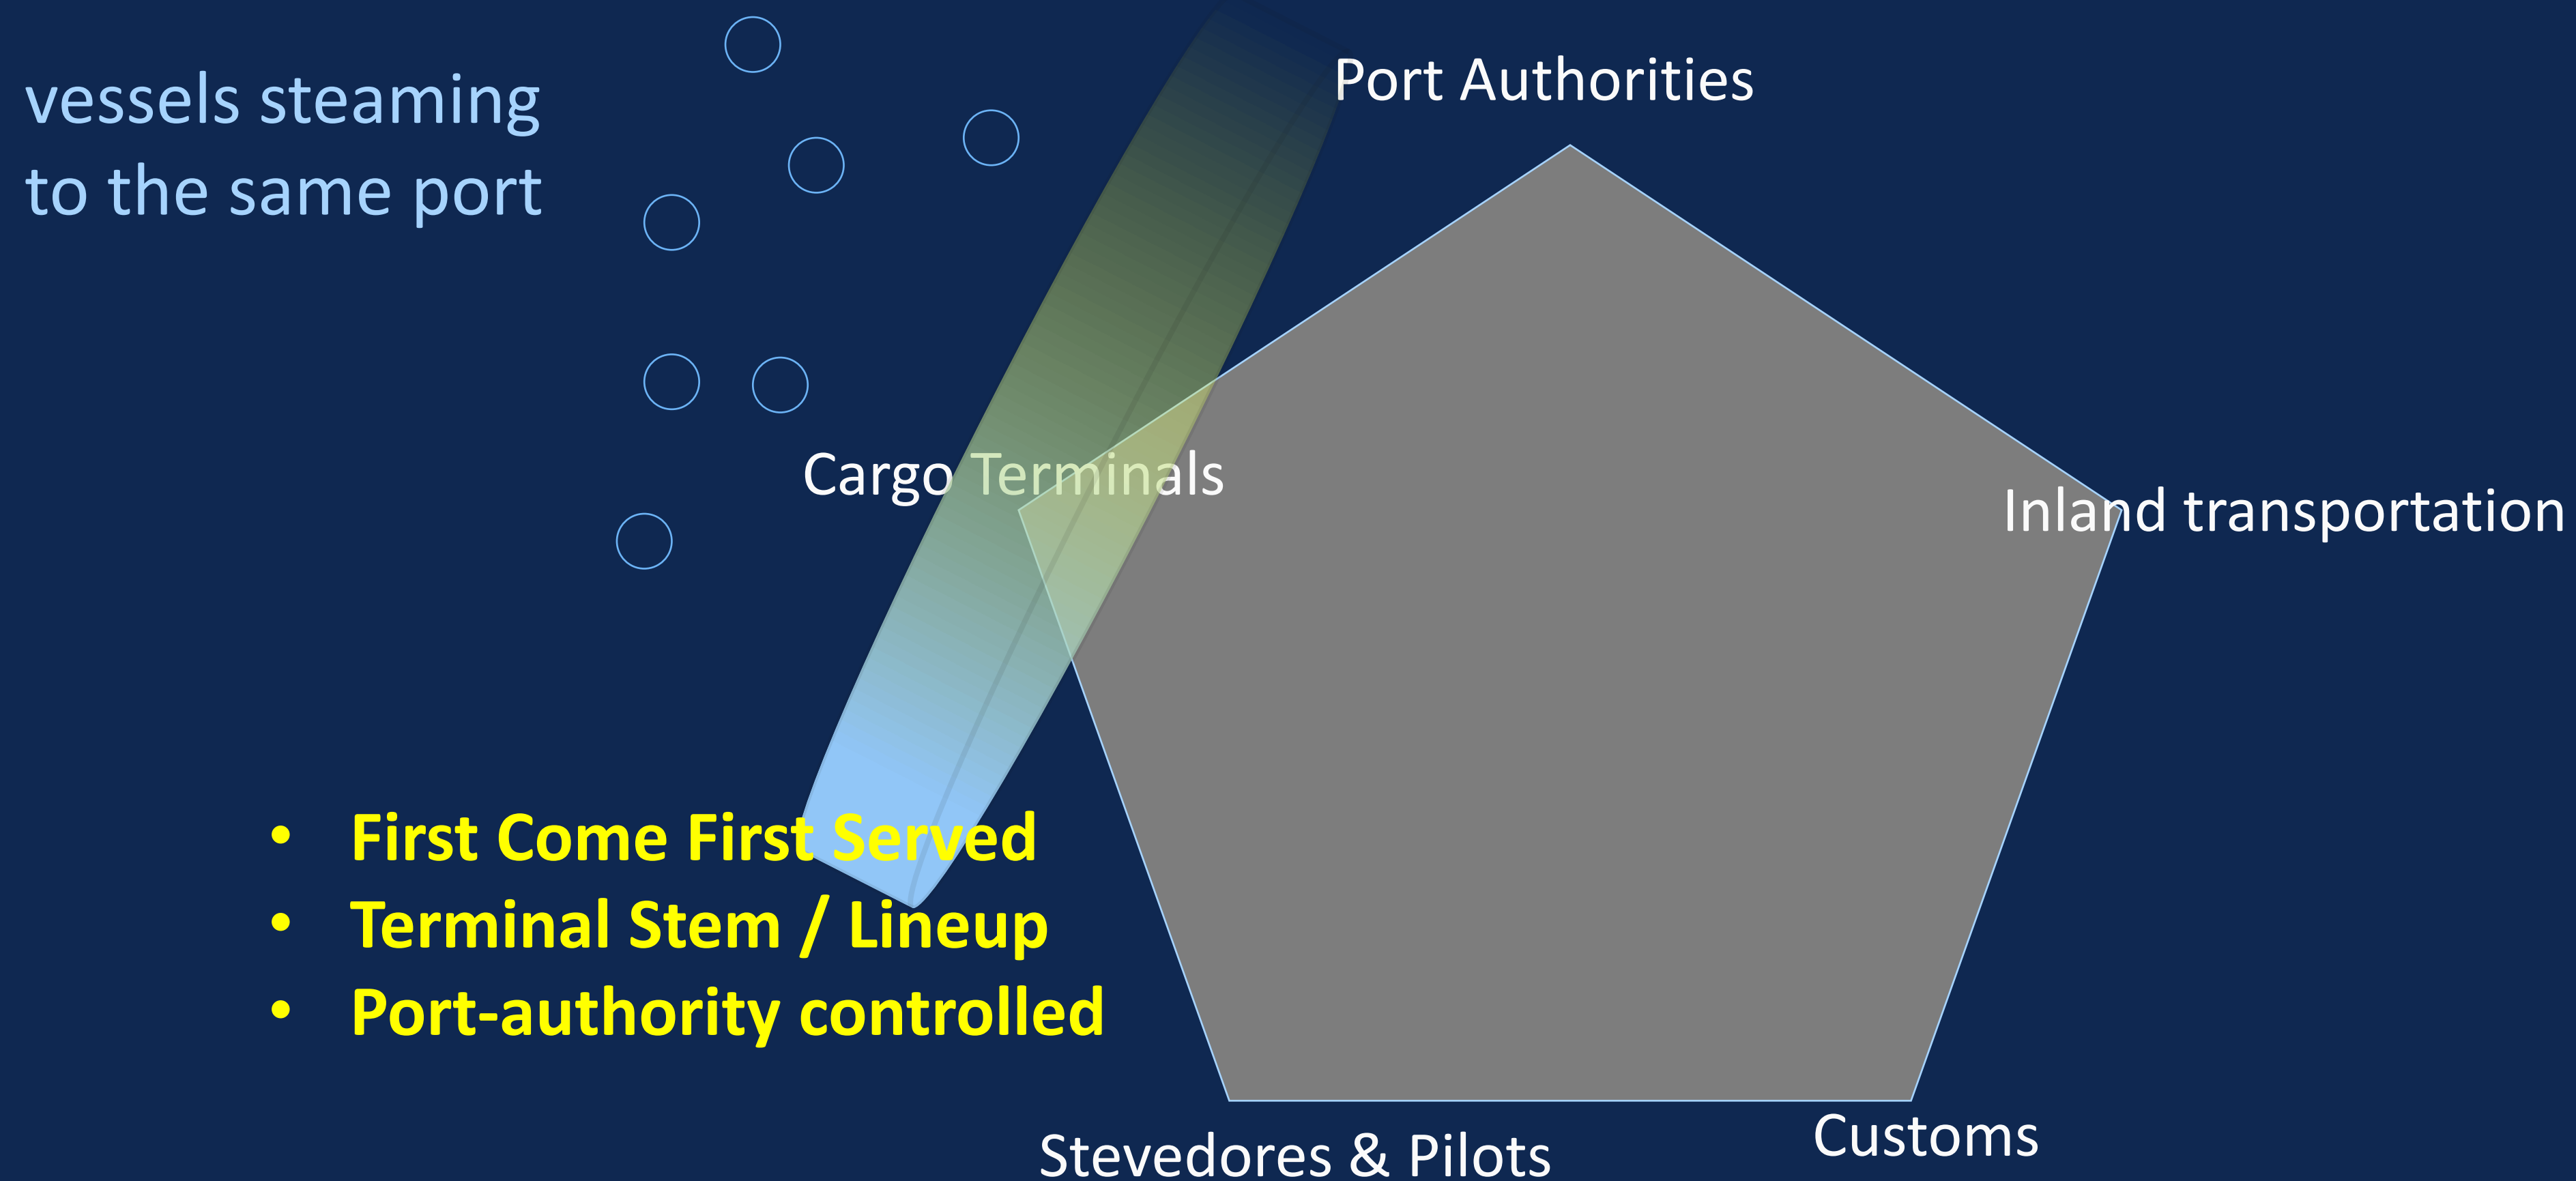 vessels steaming
to the same port
Port Authorities
Cargo Terminals
Inland transportation
• First Come First Served
• Terminal Stem / Lineup
• Port-authority controlled
Stevedores & Pilots
Customs